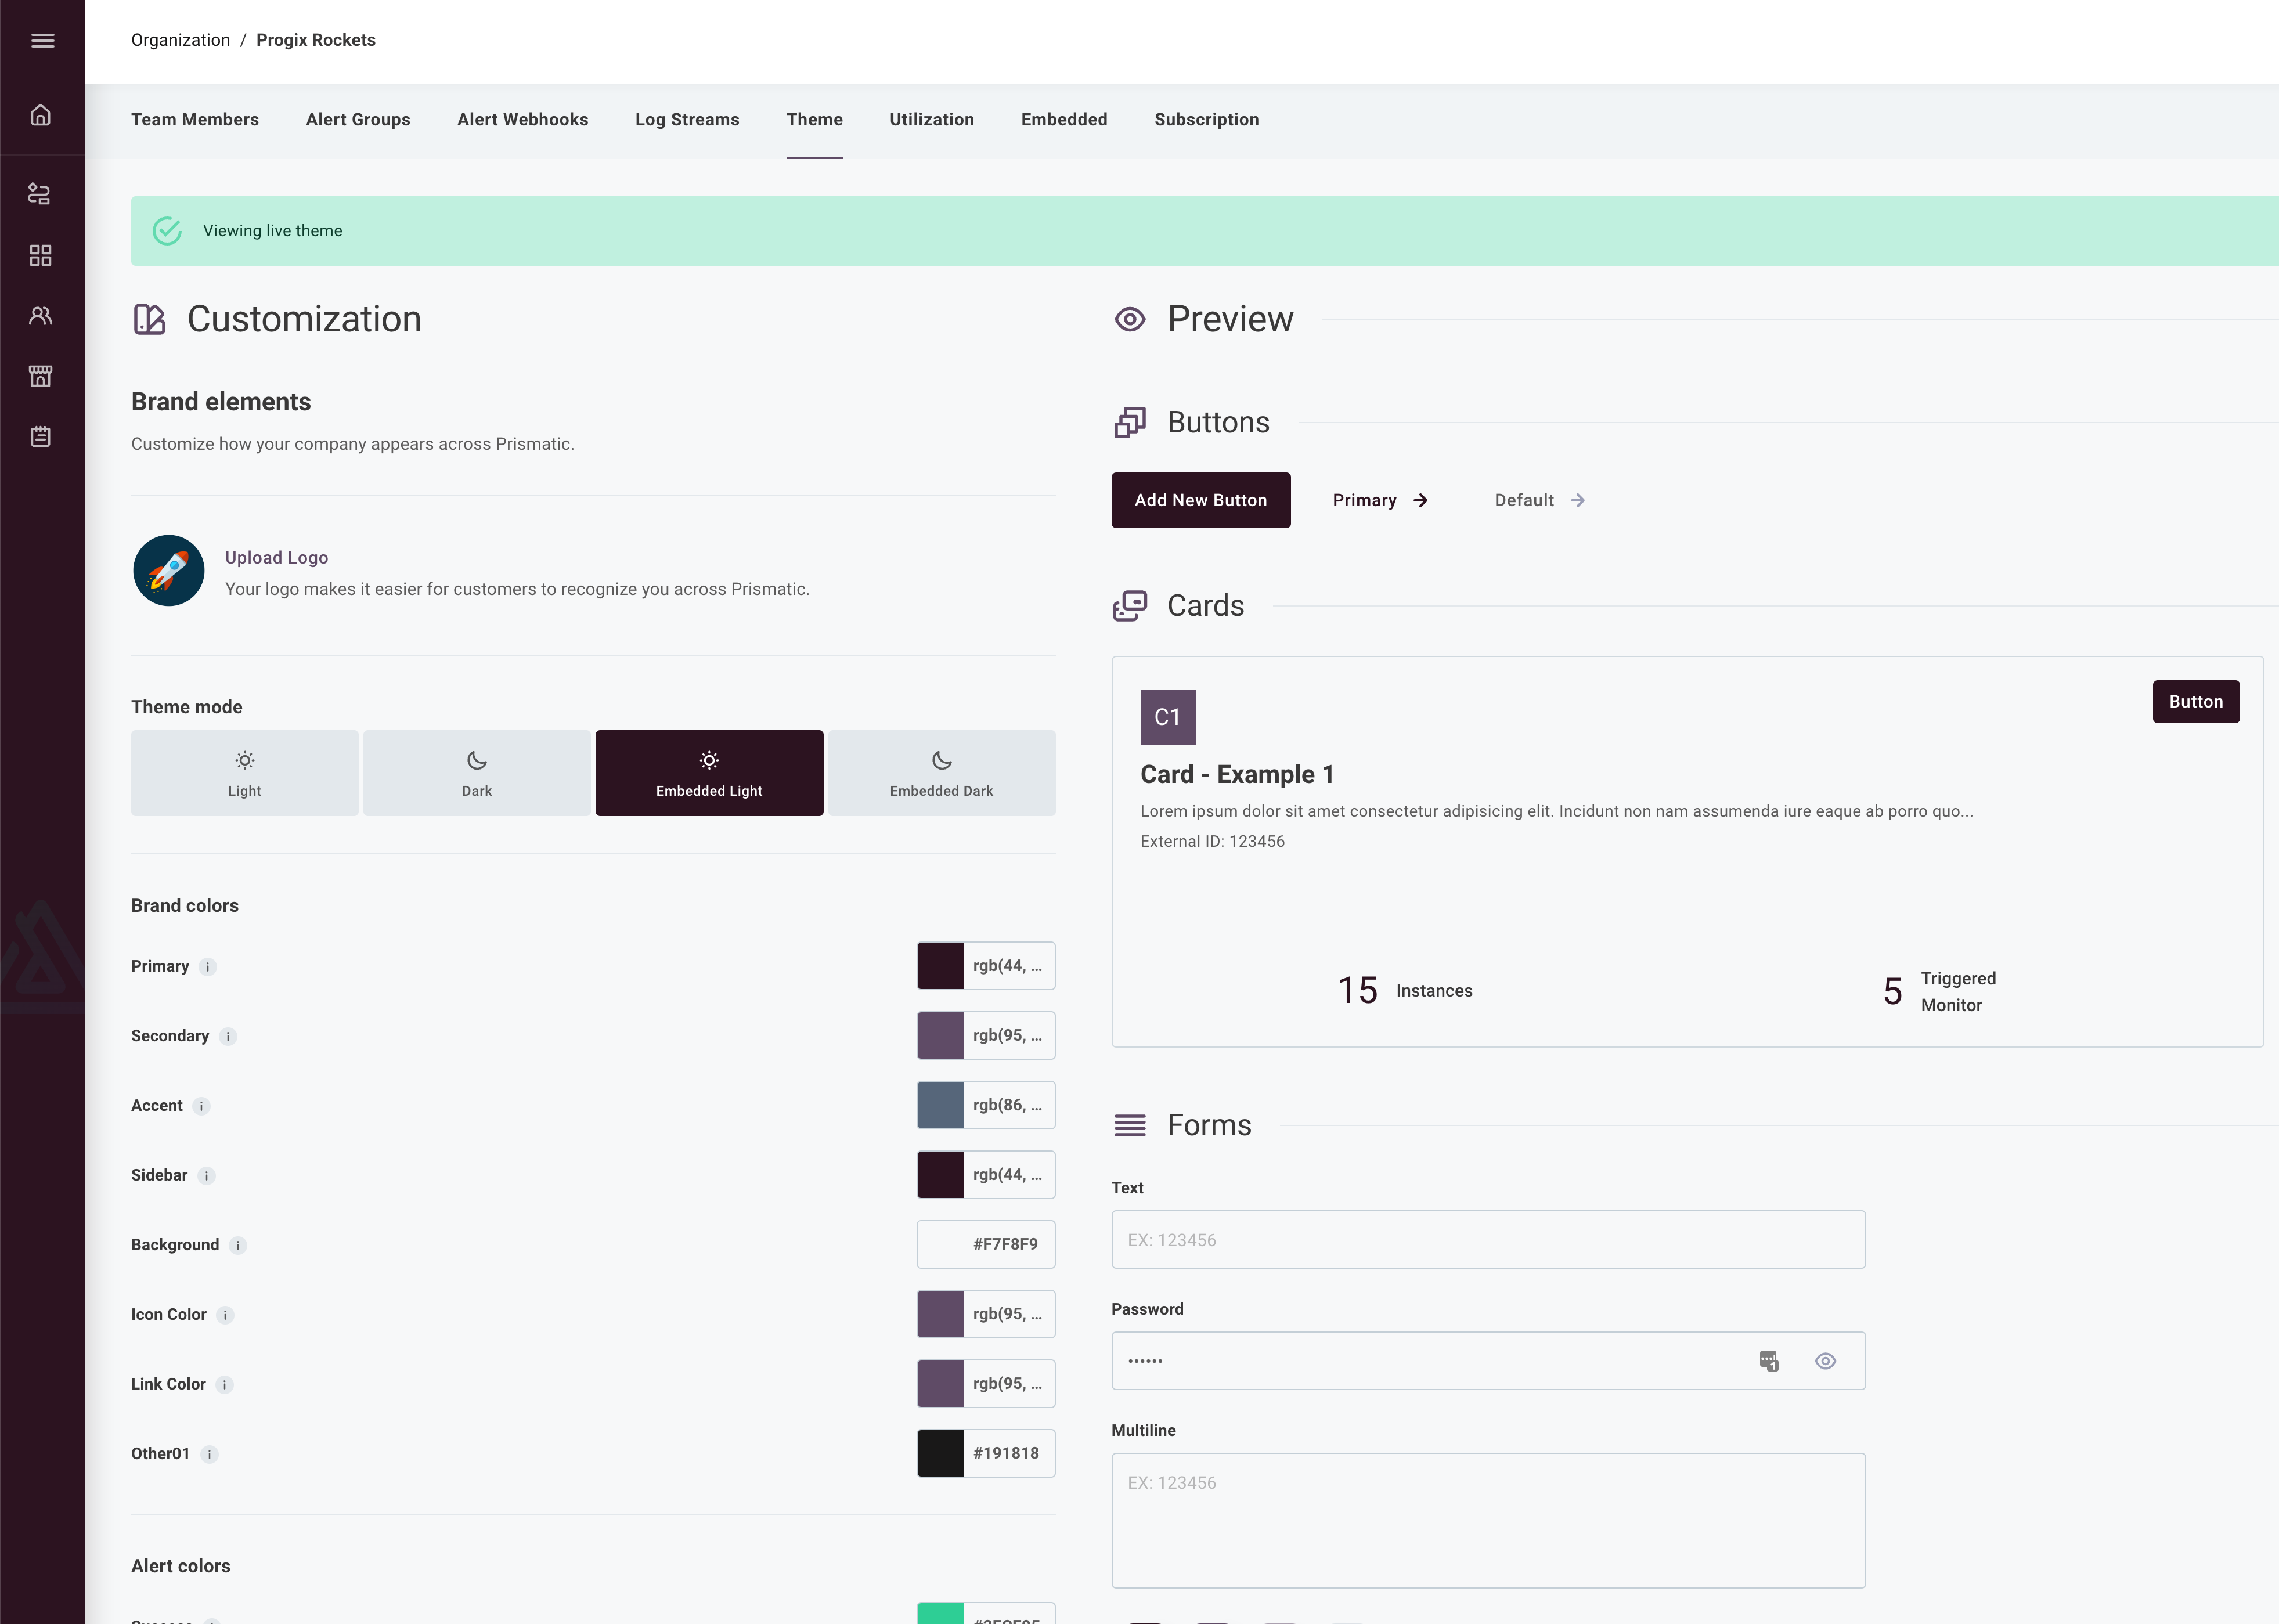 Organization / Progix Rockets
Team Members Alert Groups Alert Webhooks Log Streams Theme Utilization Embedded Subscription
Viewing live theme
Customization
Brand elements
Customize how your company appears across Prismatic.
Upload Logo
Your logo makes it easier for customers to recognize you across Prismatic.
Theme mode
Light Dark Embedded Light Embedded Dark
Brand colors
Primary i rgb(44, ...
Secondary i rgb(95, ...
Accent i rgb(86, ...
Sidebar i rgb(44, ...
Background i #F7F8F9
Icon Color i rgb(95, ...
Link Color i rgb(95, ...
Other01 i #191818
Alert colors
Preview
Buttons
Add New Button Primary Default
Cards
C1
Button
Card - Example 1
Lorem ipsum dolor sit amet consectetur adipisicing elit. Incidunt non nam assumenda iure eaque ab porro quo...
External ID: 123456
15 Instances
5 Triggered
Monitor
Forms
Text
EX: 123456
Password
••••••
1
Multiline
EX: 123456